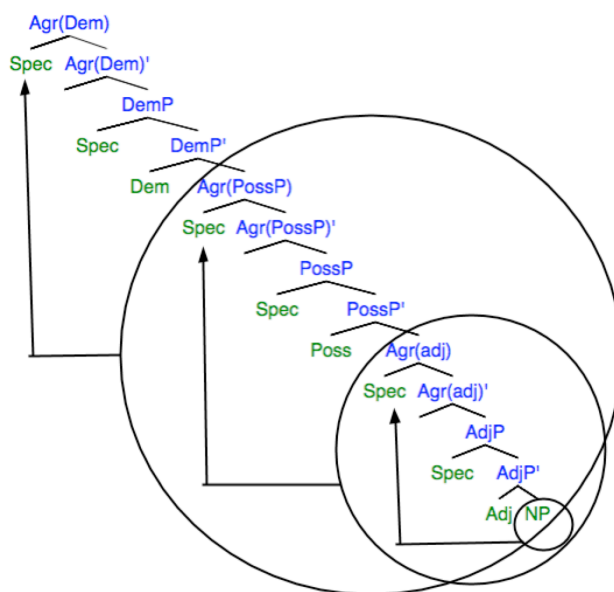 Agr(Dem)
Spec Agr(Dem)'
DemP
Spec DemP'
Dem Agr(PossP)
Spec Agr(PossP)'
PossP
Spec PossP'
Poss Agr(adj)
Spec Agr(adj)'
AdjP
Spec AdjP'
Adj NP